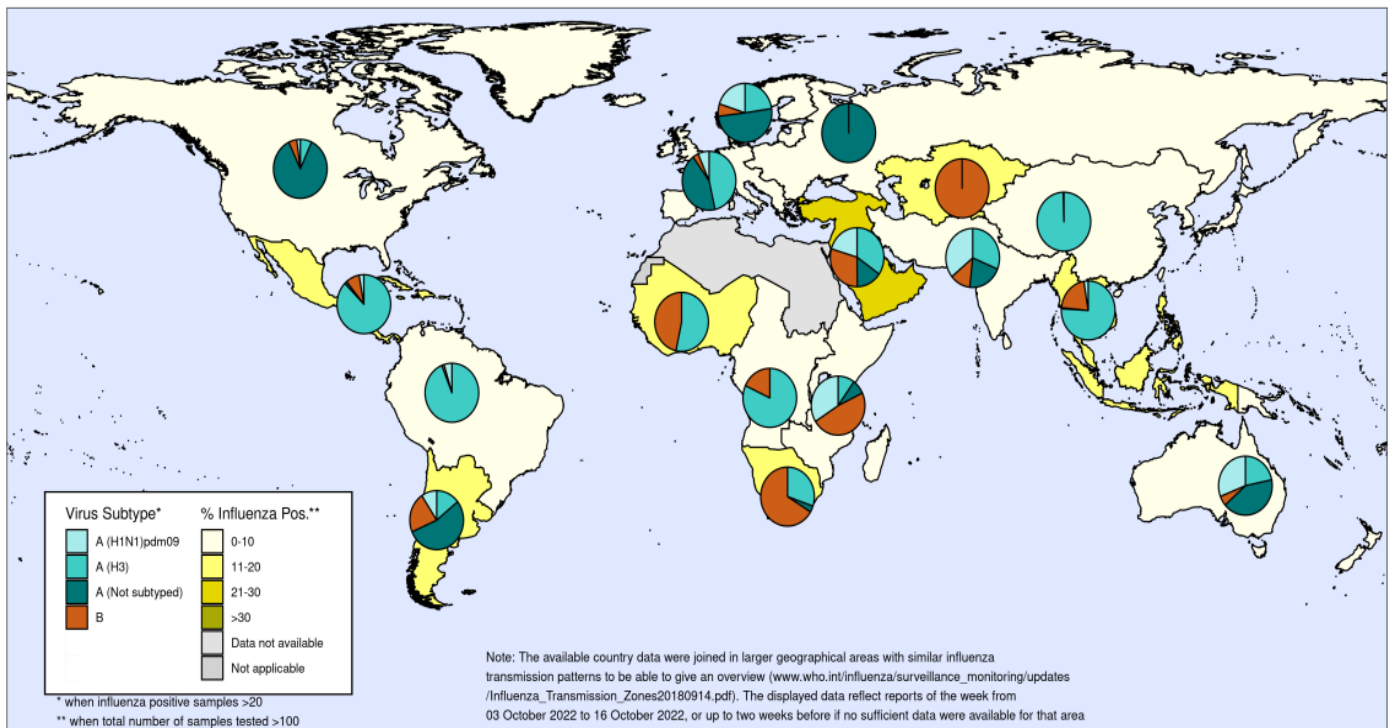 Virus Subtype*
A (H1N1)pdm09
A (H3)
A (Not subtyped)
B
% Influenza Pos.**
0-10
11-20
21-30
>30
Data not available
Not applicable
* when influenza positive samples >20
** when total number of samples tested >100
Note: The available country data were joined in larger geographical areas with similar influenza
transmission patterns to be able to give an overview (www.who.int/influenza/surveillance_monitoring/updates
/Influenza_Transmission_Zones20180914.pdf). The displayed data reflect reports of the week from
03 October 2022 to 16 October 2022, or up to two weeks before if no sufficient data were available for that area